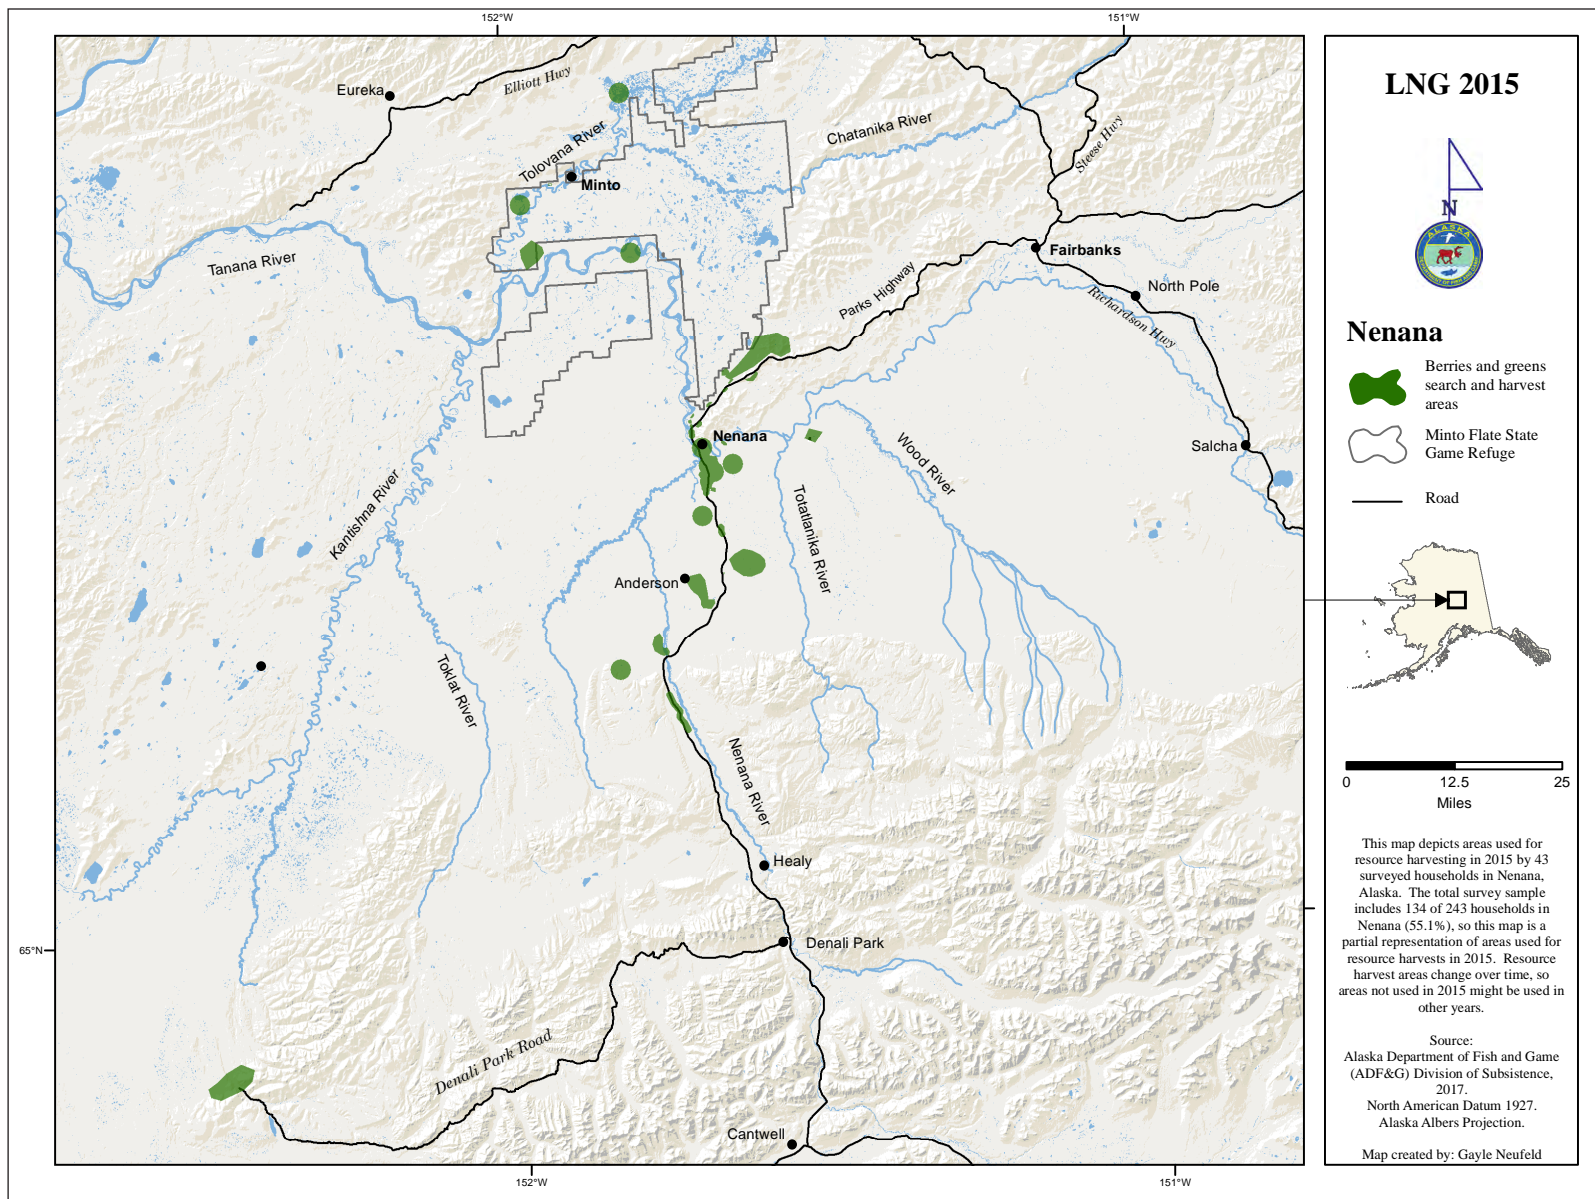 152°W
151°W
Eureka
Elliott Hwy
Tolovana River
Minto
Chatanika River
Steese Hwy
Tanana River
Fairbanks
North Pole
Parks Highway
Richardson Hwy
Nenana
Salcha
Wood River
Kantishna River
Totatlanika River
Anderson
Toklat River
Nenana River
Healy
65°N
Denali Park
Denali Park Road
Cantwell
152°W
151°W
LNG 2015
N
ALASKA
Nenana
Berries and greens
search and harvest
areas
Minto Flate State
Game Refuge
Road
0
12.5
25
Miles
This map depicts areas used for
resource harvesting in 2015 by 43
surveyed households in Nenana,
Alaska. The total survey sample
includes 134 of 243 households in
Nenana (55.1%), so this map is a
partial representation of areas used for
resource harvests in 2015. Resource
harvest areas change over time, so
areas not used in 2015 might be used in
other years.
Source:
Alaska Department of Fish and Game
(ADF&G) Division of Subsistence,
2017.
North American Datum 1927.
Alaska Albers Projection.
Map created by: Gayle Neufeld